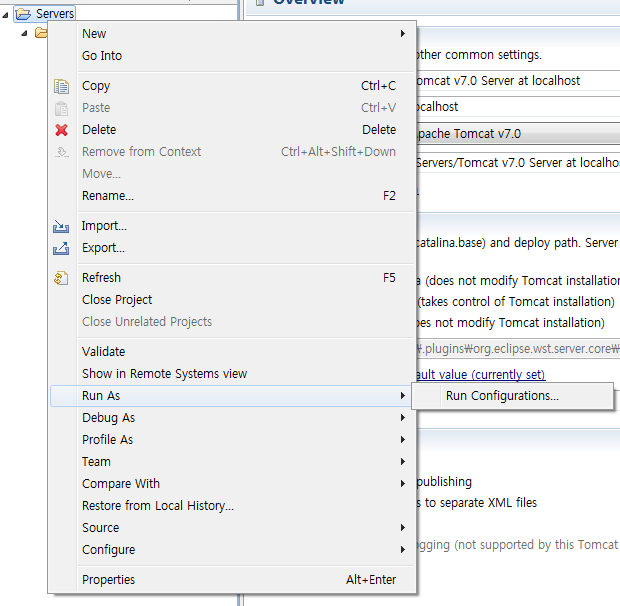 Servers
Overview
New
Go Into
Copy Ctrl+C
Paste Ctrl+V
Delete Delete
Remove from Context Ctrl+Alt+Shift+Down
Move...
Rename... F2
Import...
Export...
Refresh F5
Close Project
Close Unrelated Projects
Validate
Show in Remote Systems view
Run As
Debug As
Profile As
Team
Compare With
Restore from Local History...
Source
Configure
Properties Alt+Enter
Run Configurations...
other common settings.
omcat v7.0 Server at localhost
ocalhost
pache Tomcat v7.0
Servers/Tomcat v7.0 Server at localhos
catalina.base) and deploy path. Server
a (does not modify Tomcat installation
(takes control of Tomcat installation)
oes not modify Tomcat installation)
₩.plugins₩org.eclipse.wst.server.core₩
ault value (currently set)
publishing
s to separate XML files
gging (not supported by this Tomcat